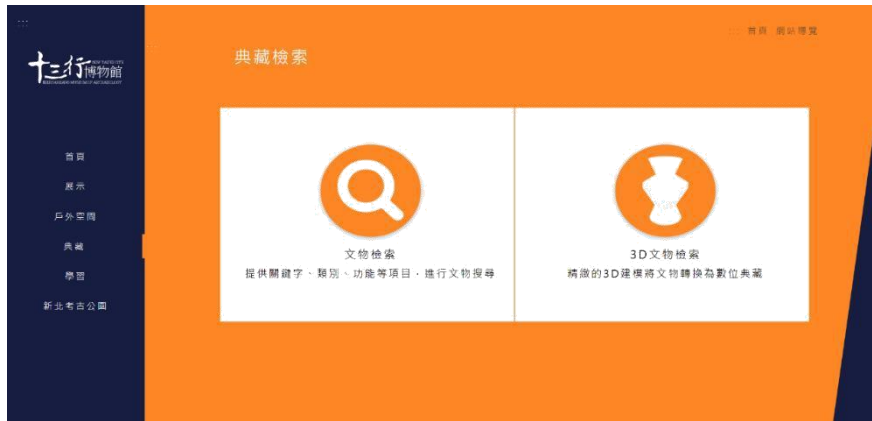 :::
十三行博物館
首頁
展示
戶外空間
典藏
學習
新北考古公園
::: 首頁 網站導覽
典藏檢索
文物檢索
提供關鍵字、類別、功能等項目，進行文物搜尋
3D文物檢索
精緻的3D建模將文物轉換為數位典藏